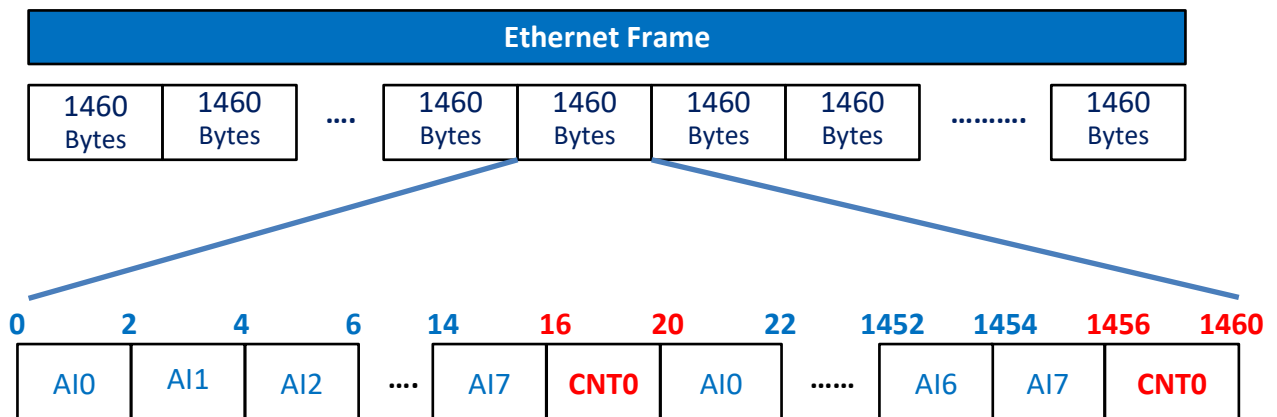 Ethernet Frame
1460 1460 1460 1460 1460 1460 1460
Bytes Bytes .... Bytes Bytes Bytes Bytes .......... Bytes
0 2 4 6 14 16 20 22 1452 1454 1456 1460
AI0 AI1 AI2 .... AI7 CNT0 AI0 ...... AI6 AI7 CNT0